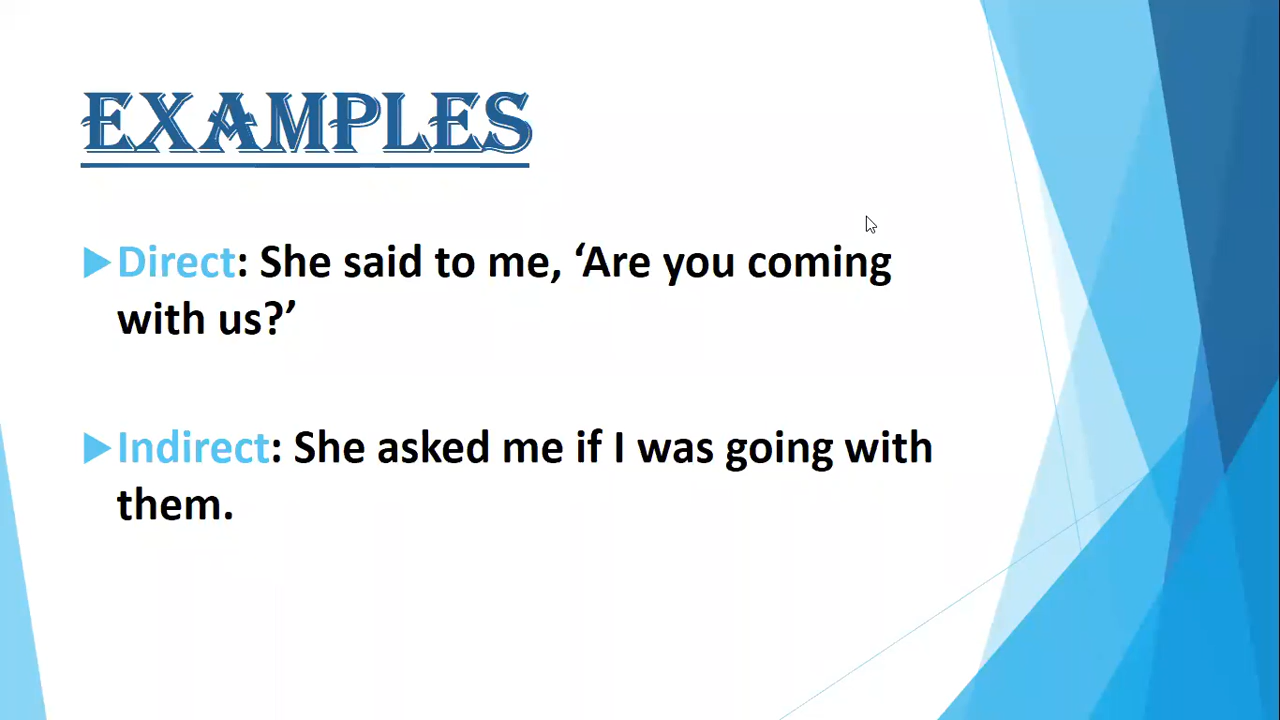 EXAMPLES
Direct: She said to me, ‘Are you coming
with us?’
Indirect: She asked me if I was going with
them.